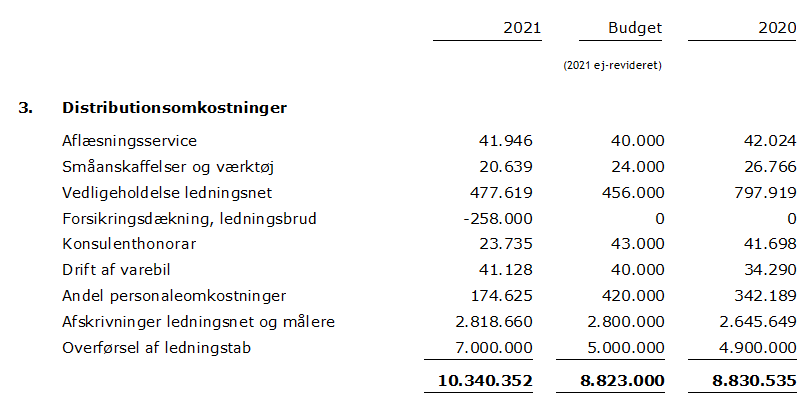 2021 Budget 2020
(2021 ej-revideret)
3. Distributionsomkostninger
Aflæsningsservice 41.946 40.000 42.024
Småanskaffelser og værktøj 20.639 24.000 26.766
Vedligeholdelse ledningsnet 477.619 456.000 797.919
Forsikringsdækning, ledningsbrud -258.000 0 0
Konsulenthonorar 23.735 43.000 41.698
Drift af varebil 41.128 40.000 34.290
Andel personaleomkostninger 174.625 420.000 342.189
Afskrivninger ledningsnet og målere 2.818.660 2.800.000 2.645.649
Overførsel af ledningstab 7.000.000 5.000.000 4.900.000
10.340.352 8.823.000 8.830.535